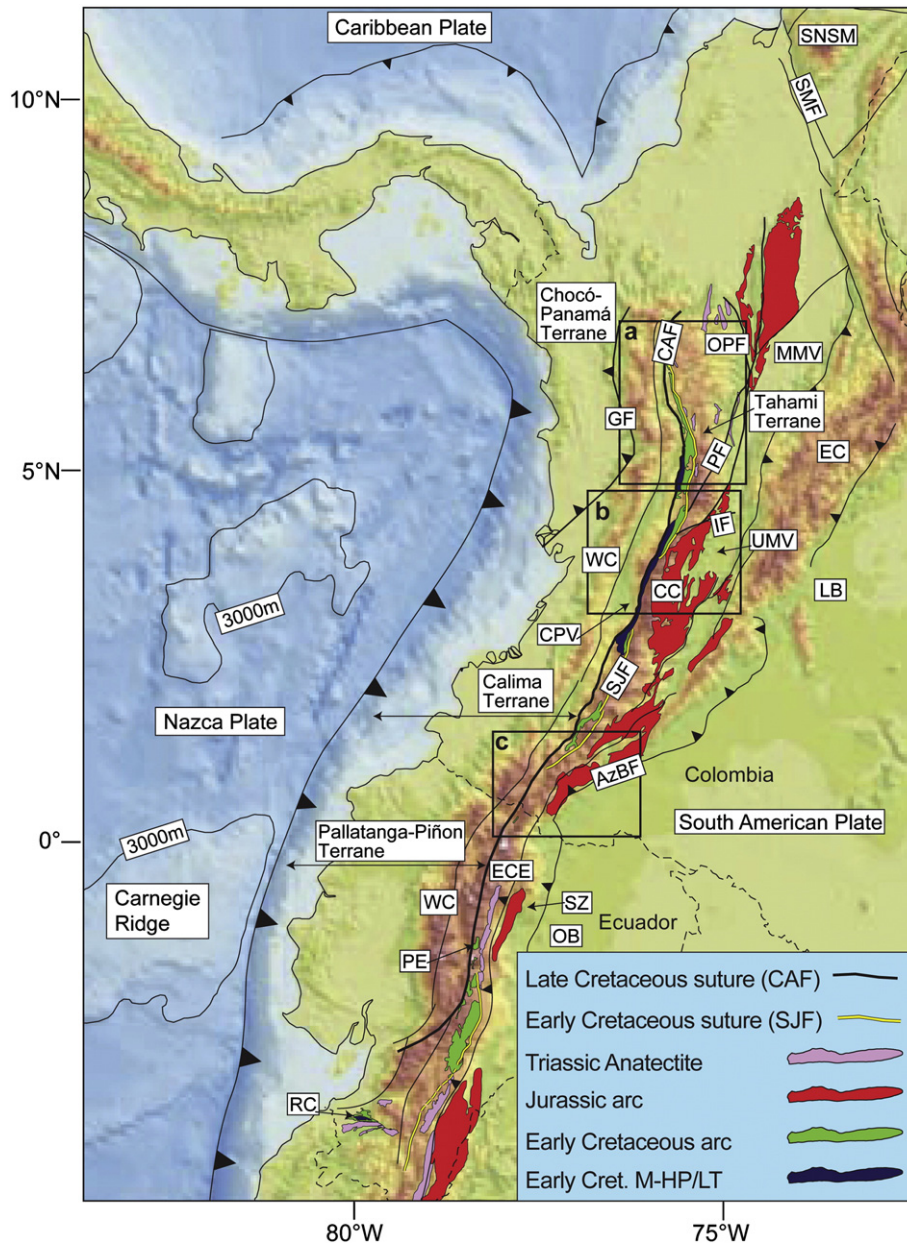 Caribbean Plate
SNSM
10°N
SMF
Chocó-
Panamá
Terrane
a
CAF
OPF
MMV
Tahami
Terrane
GF
PF
EC
5°N
b
IF
UMV
WC
CC
LB
3000m
CPV
SJF
Calima
Terrane
Nazca Plate
c
AzBF
Colombia
South American Plate
3000m
0°
Pallatanga-Piñon
Terrane
ECE
Carnegie
Ridge
WC
SZ
Ecuador
OB
PE
Late Cretaceous suture (CAF)
Early Cretaceous suture (SJF)
Triassic Anatectite
Jurassic arc
Early Cretaceous arc
Early Cret. M-HP/LT
RC
80°W
75°W